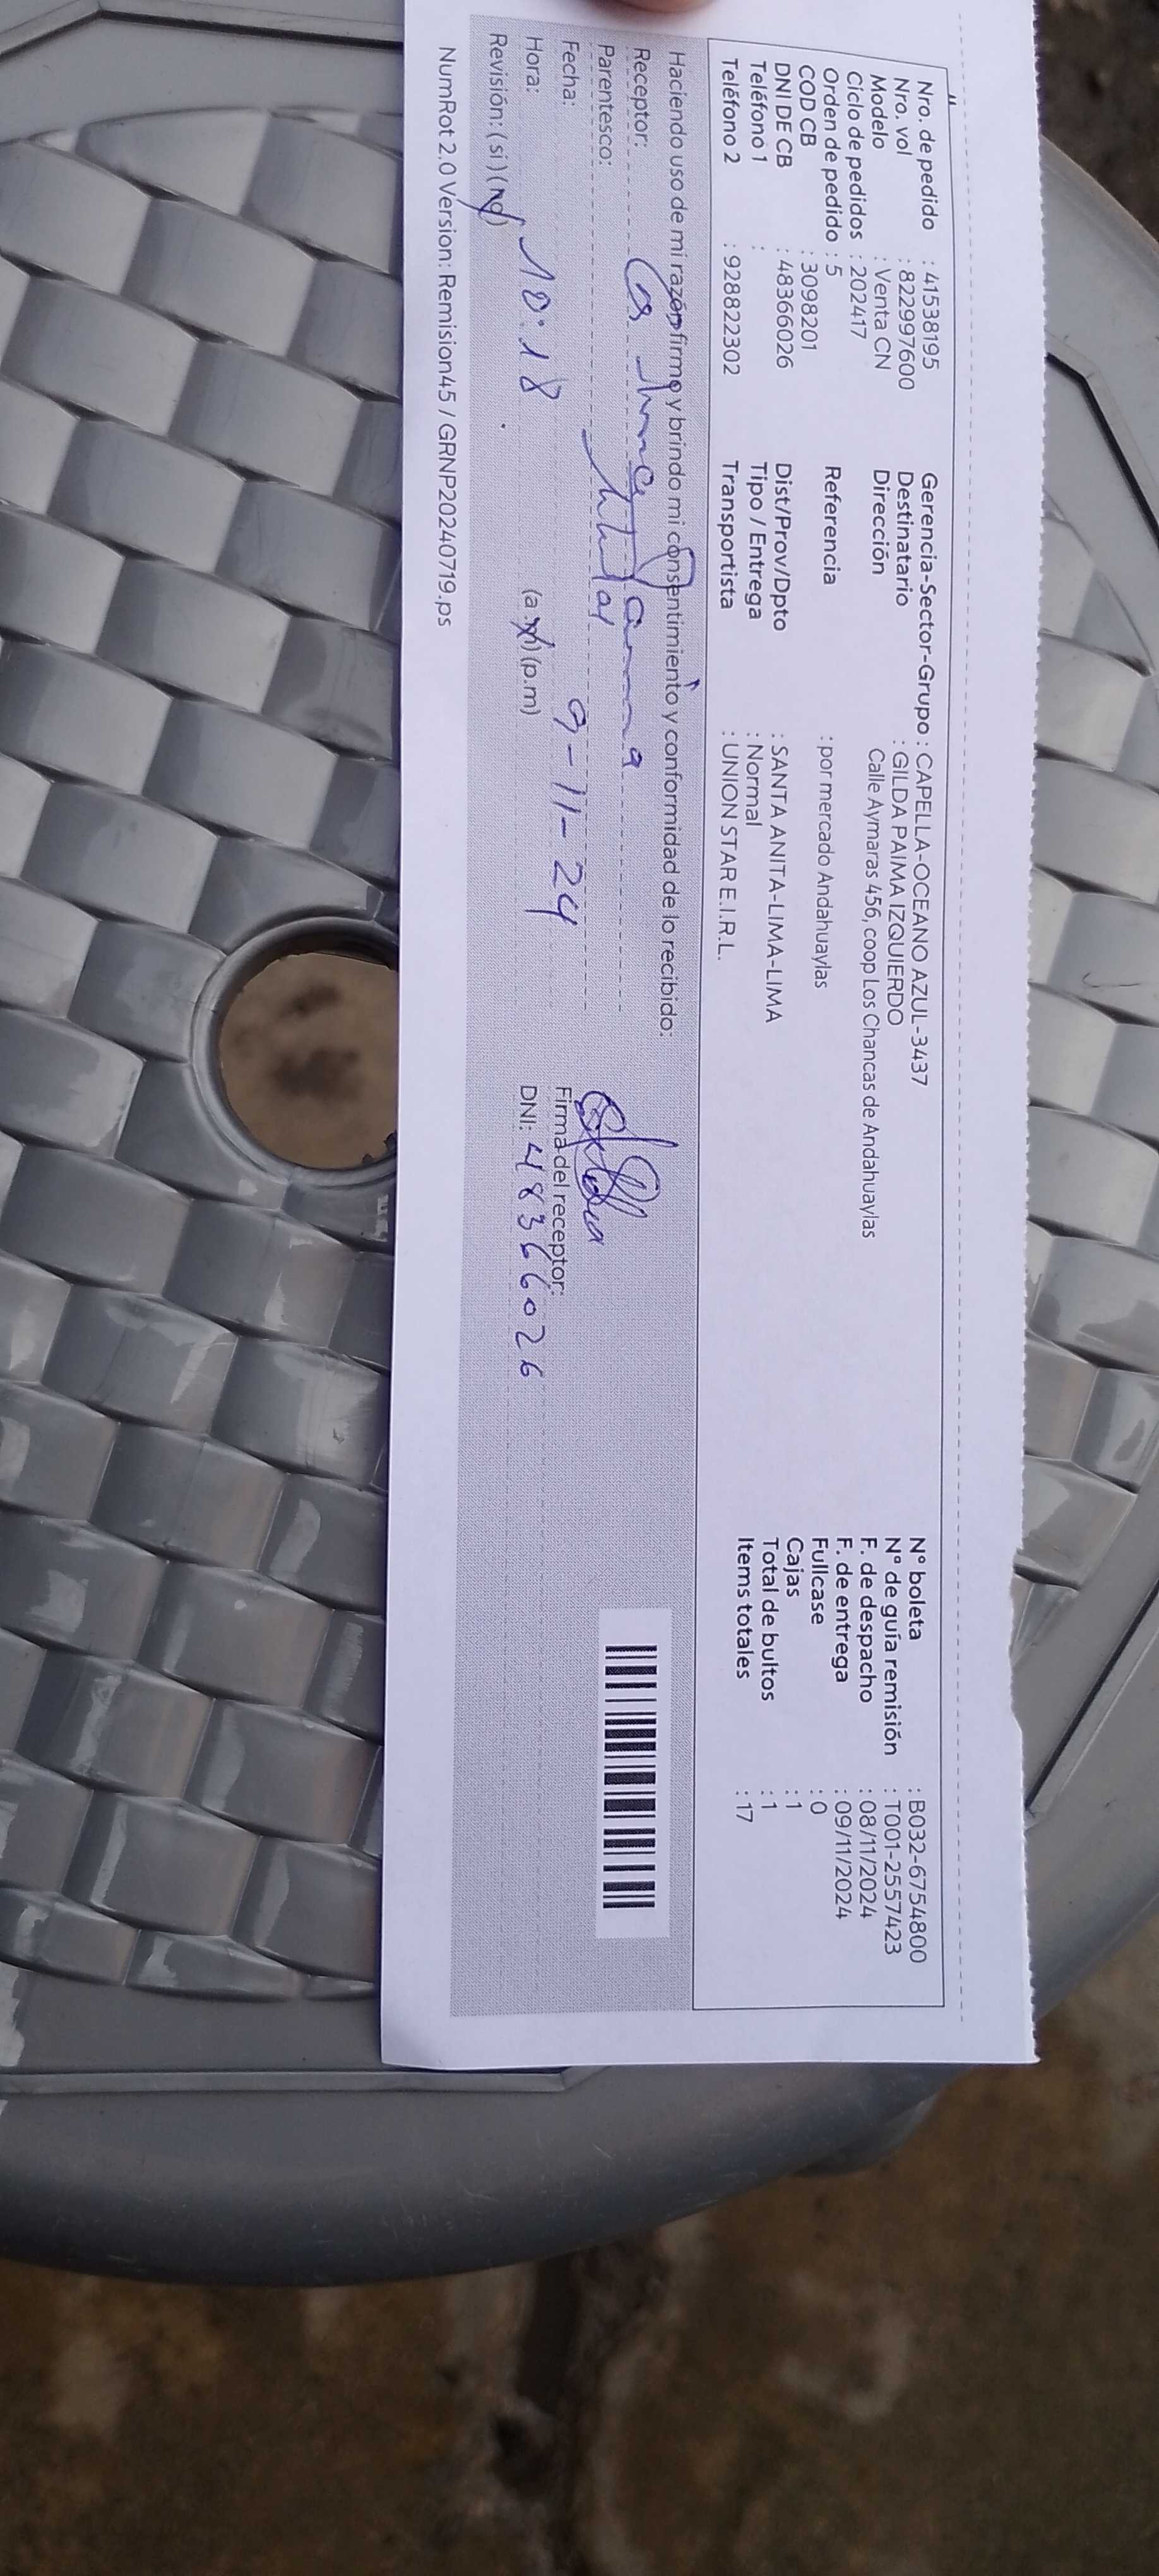 Nro. de pedido : 41538195
Nro. vol : 822997600
Modelo : Venta CN
Ciclo de pedidos : 202417
Orden de pedido : 5
COD CB : 3098201
DNI DE CB : 48366026
Teléfono 1 :
Teléfono 2 : 928822302
Gerencia-Sector-Grupo : CAPELLA-OCEANO AZUL-3437
Destinatario : GILDA PAIMA IZQUIERDO
Dirección Calle Aymaras 456, coop Los Chancas de Andahuaylas
Referencia : por mercado Andahuaylas
Dist/Prov/Dpto : SANTA ANITA-LIMA-LIMA
Tipo / Entrega : Normal
Transportista : UNION STAR E.I.R.L.
N° boleta : B032-6754800
N° de guía remisión : T001-2557423
F. de despacho : 08/11/2024
F. de entrega : 09/11/2024
Fullcase : 0
Cajas : 1
Total de bultos : 1
Items totales : 17
Haciendo uso de mi razón firmo y brindo mi consentimiento y conformidad de lo recibido:
Receptor:
Parentesco:
Fecha: 9-11-24
Hora: 10:18 (a.m) (p.m)
Revisión: (si) (no)
Firma del receptor:
DNI: 48366026
NumRot 2.0 Version: Remision45 / GRNP20240719.ps